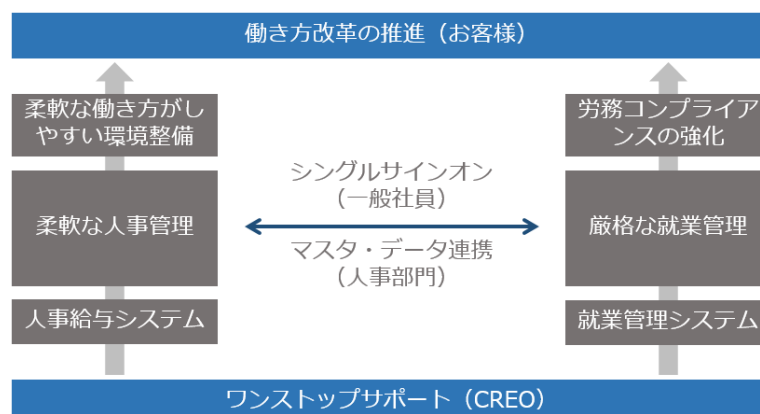 働き方改革の推進（お客様）
柔軟な働き方がし
やすい環境整備
労務コンプライア
ンスの強化
シングルサインオン
（一般社員）
柔軟な人事管理
厳格な就業管理
マスタ・データ連携
（人事部門）
人事給与システム
就業管理システム
ワンストップサポート（CREO）